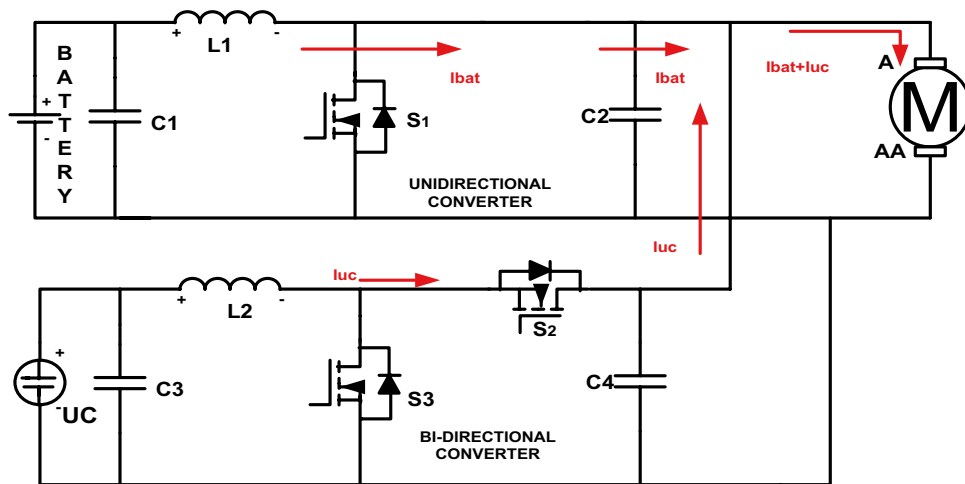 BATTERY
+
-
C1
+ L1 -
Ibat
S1
Ibat
C2
Ibat+Iuc
A
M
AA
UNIDIRECTIONAL
CONVERTER
Iuc
Iuc
+ L2 -
S2
+
-
UC
C3
S3
C4
BI-DIRECTIONAL
CONVERTER